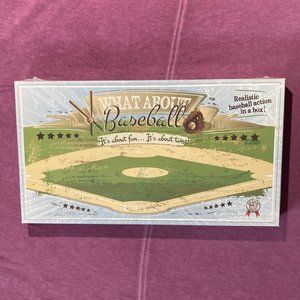 WHAT ABOUT
Baseball
It's about fun... It's about time!
Realistic
baseball action
in a box!